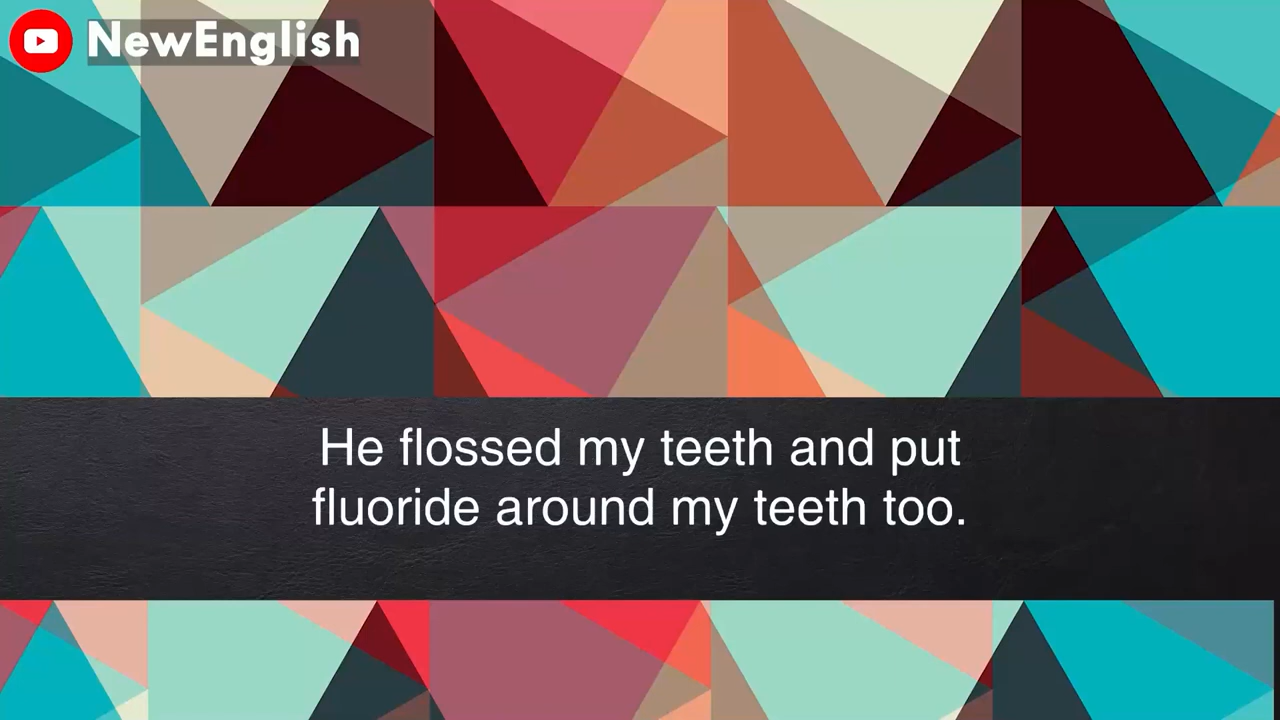 NewEnglish
He flossed my teeth and put
fluoride around my teeth too.